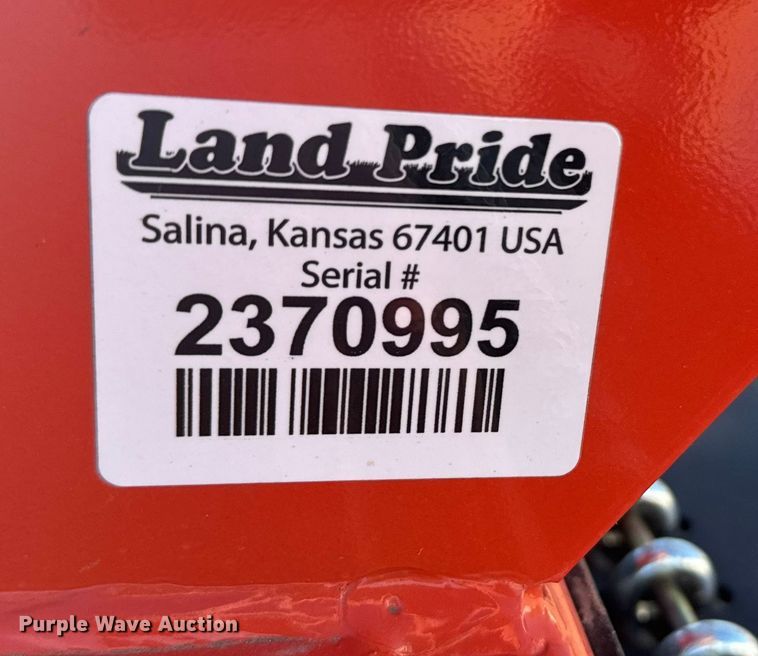 Land Pride
Salina, Kansas 67401 USA
Serial #
2370995
Purple Wave Auction